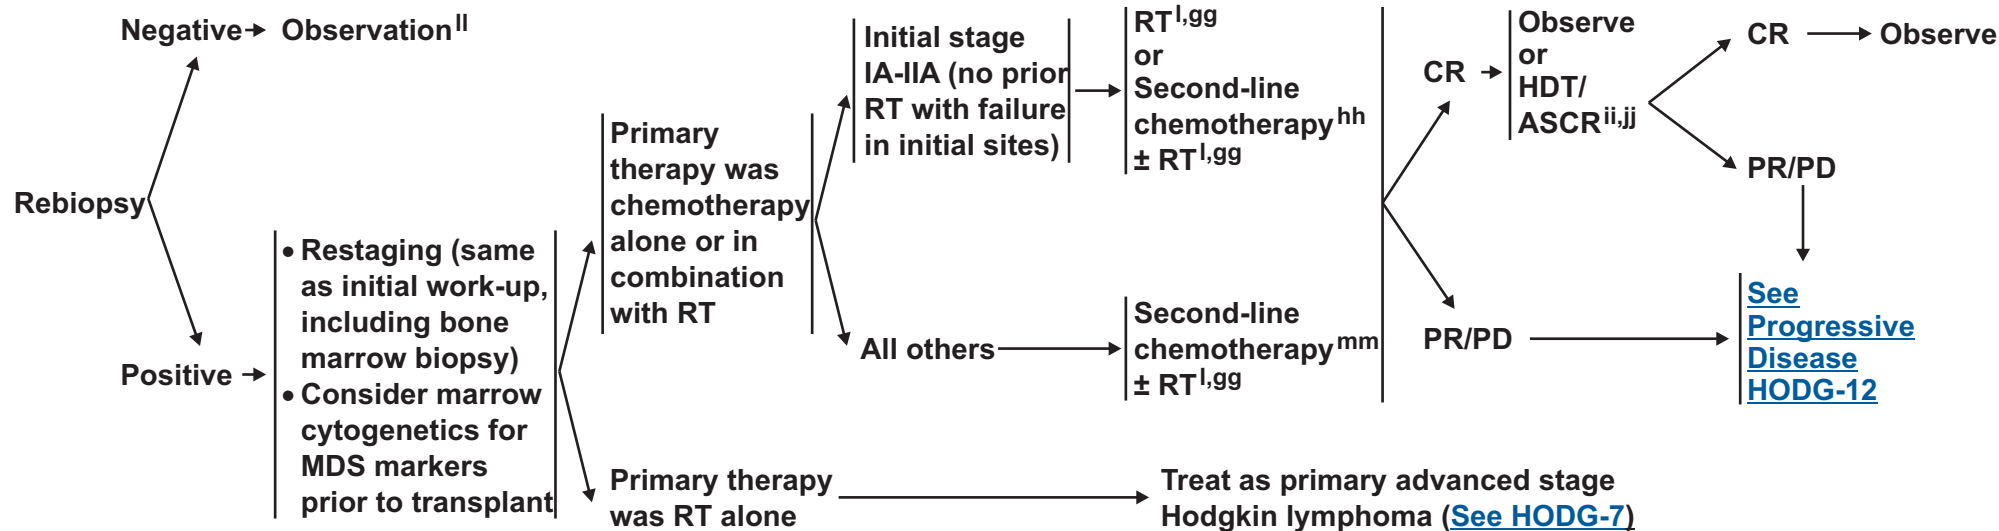 Rebiopsy
Negative
Observation ll
Positive
• Restaging (same
as initial work-up,
including bone
marrow biopsy)
• Consider marrow
cytogenetics for
MDS markers
prior to transplant
Primary
therapy was
chemotherapy
alone or in
combination
with RT
Initial stage
IA-IIA (no prior
RT with failure
in initial sites)
RT l,gg
or
Second-line
chemotherapy hh
± RT l,gg
All others
Second-line
chemotherapy mm
± RT l,gg
CR
Observe
or
HDT/
ASCR ii,jj
CR
Observe
PR/PD
PR/PD
See
Progressive
Disease
HODG-12
Primary therapy
was RT alone
Treat as primary advanced stage
Hodgkin lymphoma (See HODG-7)